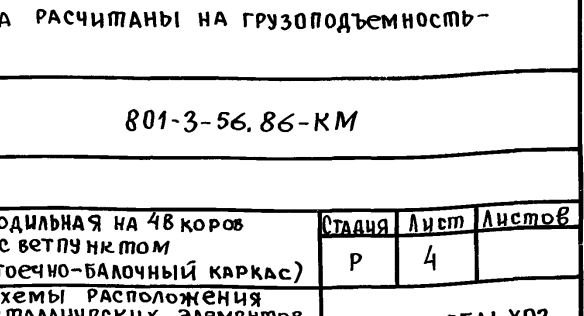 А РАСЧИТАНЫ НА ГРУЗОПОДЪЕМНОСТЬ-
801-3-56.86-КМ
ОДИЛЬНАЯ НА 48 КОРОВ
С ВЕТПУНКТОМ
ТОЕЧНО-БАЛОЧНЫЙ КАРКАС)
Стадия Лист Листов
Р 4
ХЕМЫ РАСПОЛОЖЕНИЯ